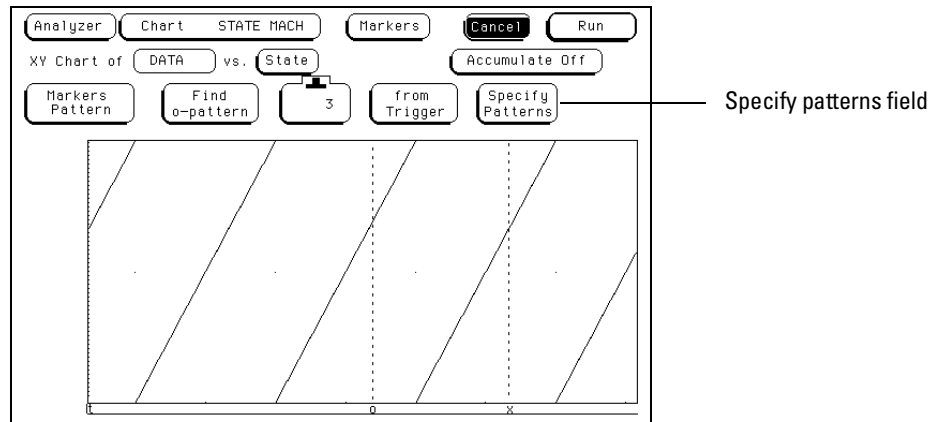 Analyzer Chart STATE MACH Markers Cancel Run
XY Chart of DATA vs. State Accumulate Off
Markers Pattern
Find o-pattern
3
from Trigger
Specify Patterns
Specify patterns field
t o x